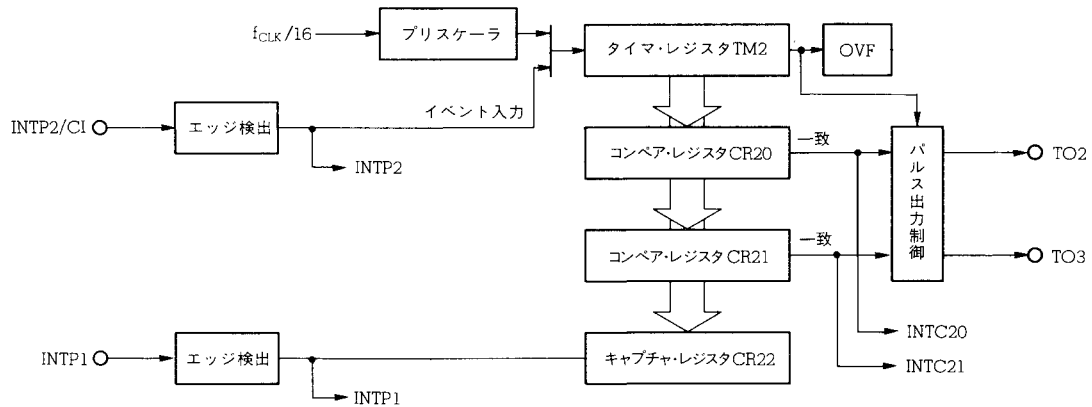 fCLK/16
プリスケーラ
タイマ・レジスタTM2
OVF
INTP2/CI
エッジ検出
イベント入力
INTP2
コンペア・レジスタCR20
一致
パルス出力制御
TO2
コンペア・レジスタCR21
一致
TO3
INTC20
INTP1
エッジ検出
キャプチャ・レジスタCR22
INTC21
INTP1